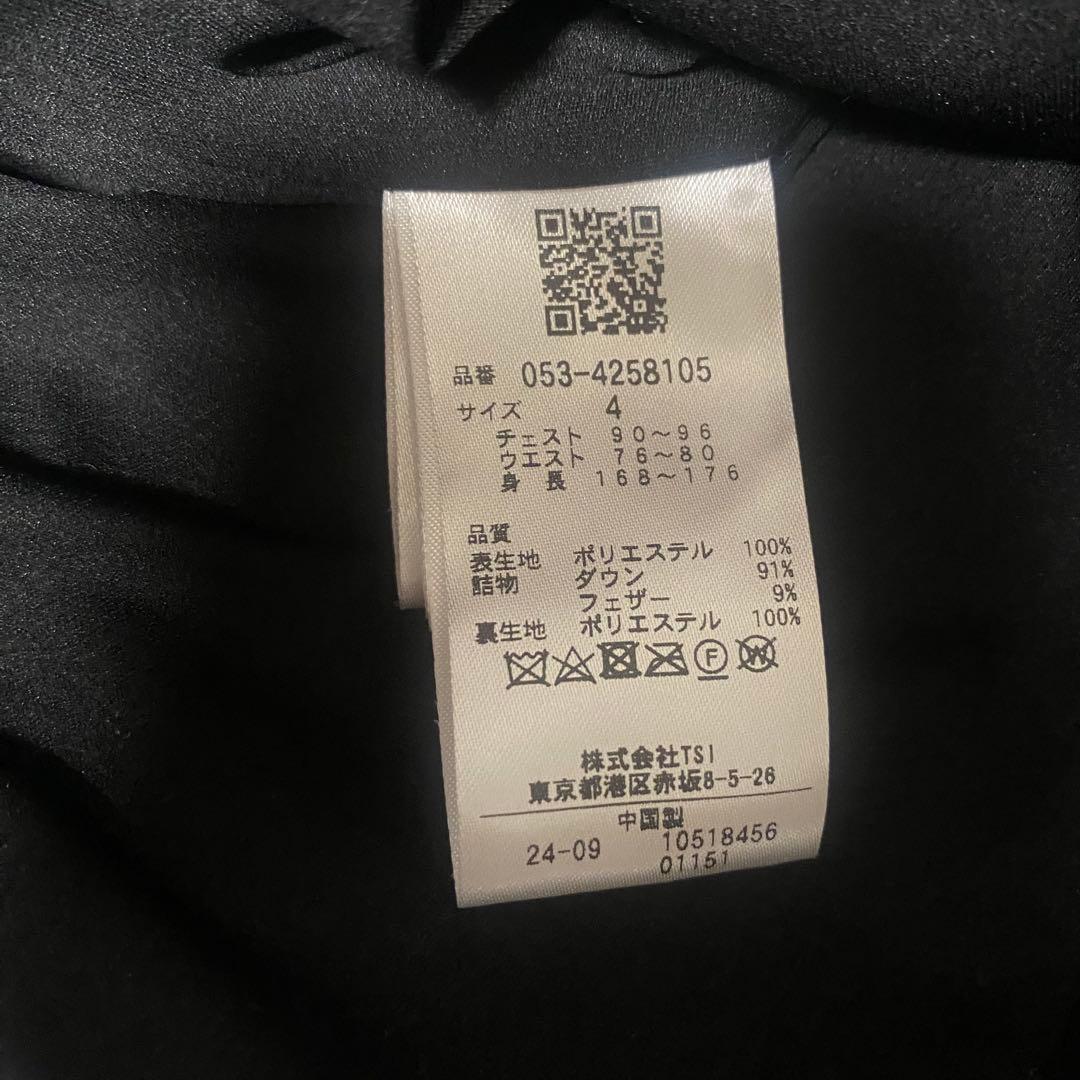 品番 053-4258105
サイズ 4
チェスト 90～96
ウエスト 76～80
身長 168～176
品質
表生地 ポリエステル 100%
詰物 ダウン 91%
フェザー 9%
裏生地 ポリエステル 100%
F W
株式会社TSI
東京都港区赤坂8-5-26
中国製
24-09 10518456
01151